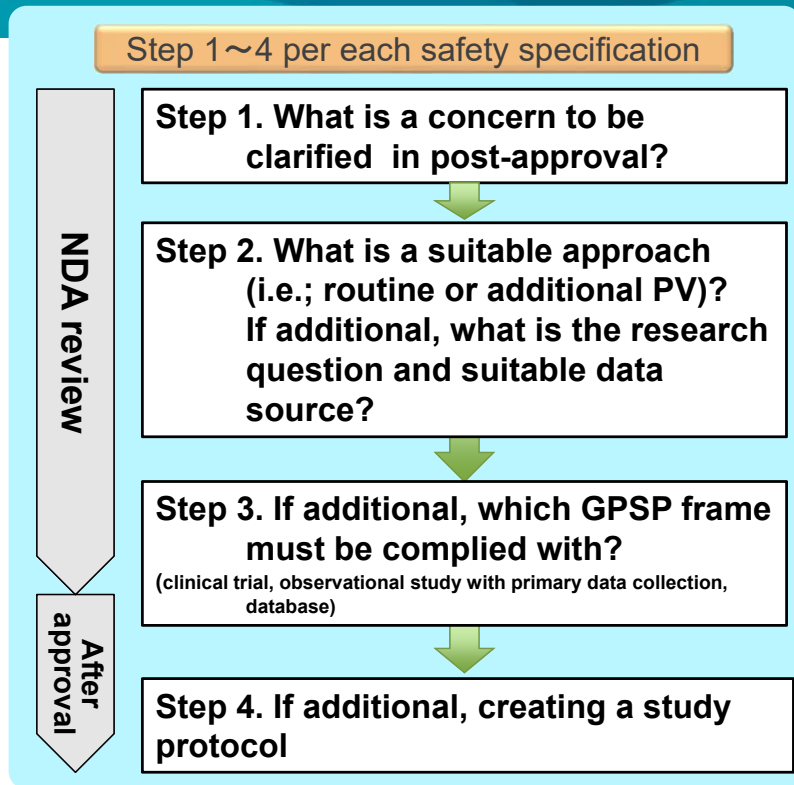 Step 1～4 per each safety specification
NDA review
After
approval
Step 1. What is a concern to be
clarified in post-approval?
Step 2. What is a suitable approach
(i.e.; routine or additional PV)?
If additional, what is the research
question and suitable data
source?
Step 3. If additional, which GPSP frame
must be complied with?
(clinical trial, observational study with primary data collection,
database)
Step 4. If additional, creating a study
protocol